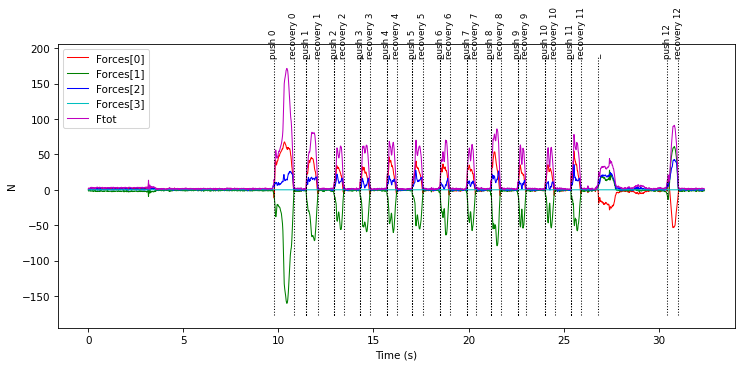 push 0
recovery 0
push 1
recovery 1
push 2
recovery 2
push 3
recovery 3
push 4
recovery 4
push 5
recovery 5
push 6
recovery 6
push 7
recovery 7
push 8
recovery 8
push 9
recovery 9
push 10
recovery 10
push 11
recovery 11
_
push 12
recovery 12
Forces[0]
Forces[1]
Forces[2]
Forces[3]
Ftot
200
150
100
50
0
−50
−100
−150
N
0
5
10
15
20
25
30
Time (s)